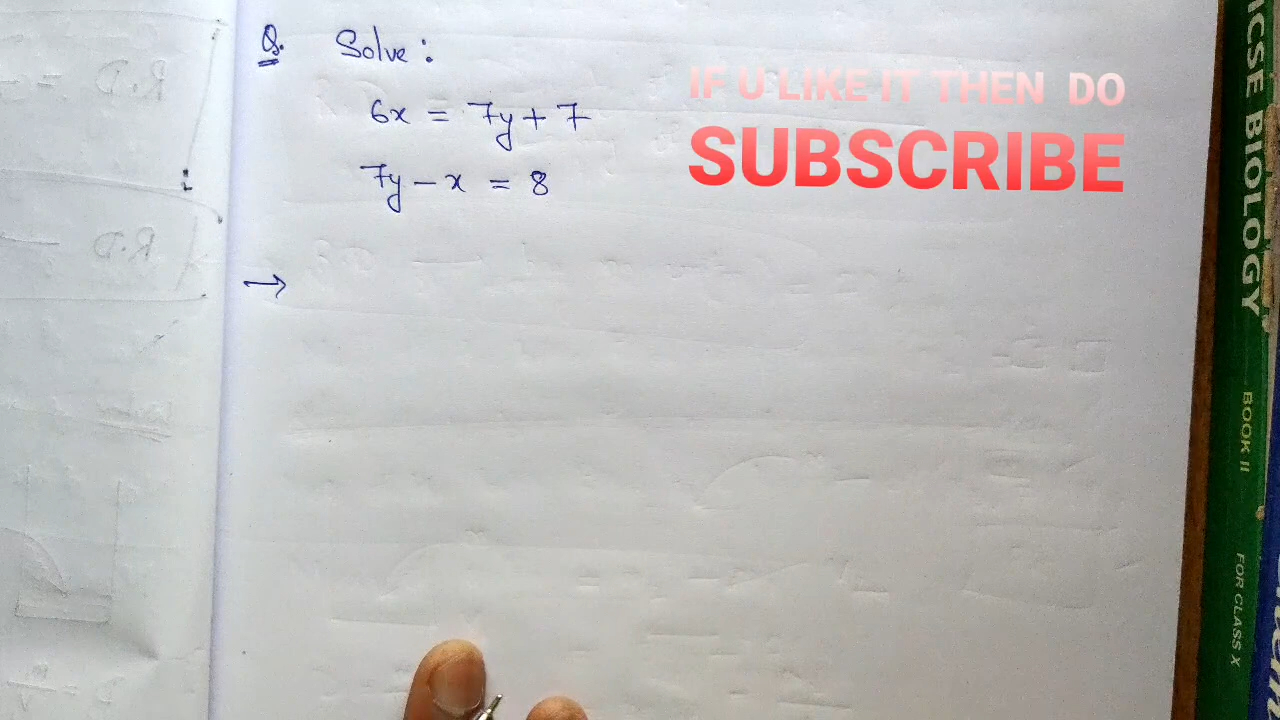 Q. Solve:
6x = 7y + 7
7y - x = 8
→
IF U LIKE IT THEN DO
SUBSCRIBE
ICSE BIOLOGY
BOOK II
FOR CLASS X
R.D
R.D